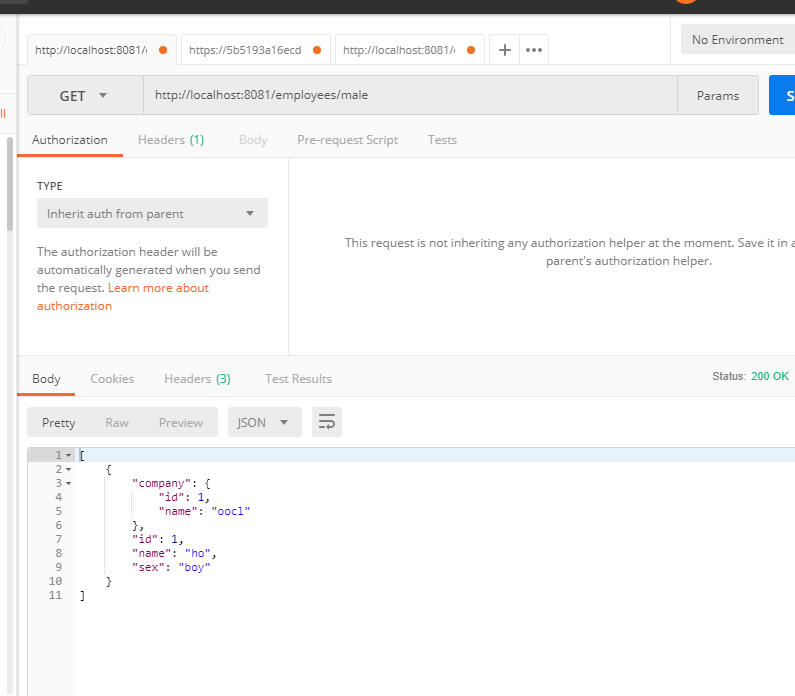 http://localhost:8081/ https://5b5193a16ecd http://localhost:8081/ + ••• No Environment
GET http://localhost:8081/employees/male Params S
Authorization Headers (1) Body Pre-request Script Tests
ll
TYPE
Inherit auth from parent
The authorization header will be
automatically generated when you send
the request. Learn more about
authorization
This request is not inheriting any authorization helper at the moment. Save it in a
parent's authorization helper.
Body Cookies Headers (3) Test Results Status: 200 OK
Pretty Raw Preview JSON
1 [
2 {
3 "company": {
4 "id": 1,
5 "name": "oocl"
6 },
7 "id": 1,
8 "name": "ho",
9 "sex": "boy"
10 }
11 ]